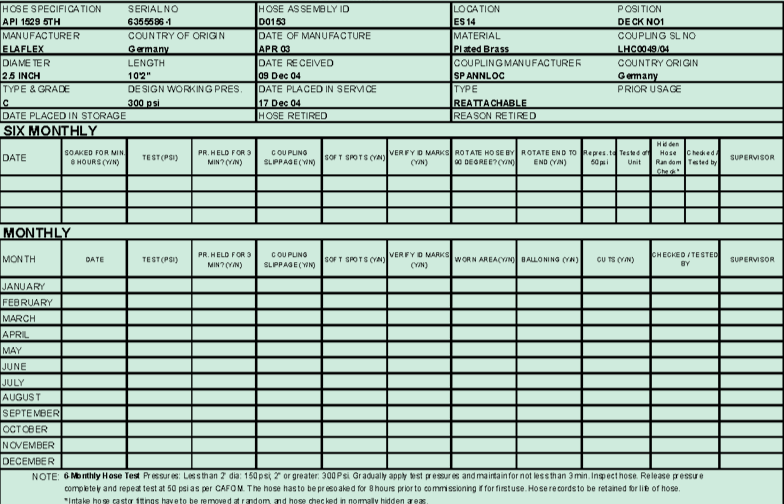 HOSE SPECIFICATION SERIAL NO HOSE ASSEMBLY ID LOCATION POSITION
API 1529 5TH 6355586-1 D0153 ES14 DECK NO1
MANUFACTURER COUNTRY OF ORIGIN DATE OF MANUFACTURE MATERIAL COUPLING SL NO
ELAFLEX Germany APR 03 Plated Brass LHC0049/04
DIAMETER LENGTH DATE RECEIVED COUPLING MANUFACTURER COUNTRY ORIGIN
2.5 INCH 10'2" 09 Dec 04 SPANNLOC Germany
TYPE & GRADE DESIGN WORKING PRES. DATE PLACED IN SERVICE TYPE PRIOR USAGE
C 300 psi 17 Dec 04 REATTACHABLE
DATE PLACED IN STORAGE HOSE RETIRED REASON RETIRED
SIX MONTHLY
DATE SOAKED FOR MIN. 8 HOURS (Y/N) TEST (PSI) PR. HELD FOR 3 MIN? (Y/N) COUPLING SLIPPAGE (Y/N) SOFT SPOTS (Y/N) VERIFY ID MARKS (Y/N) ROTATE HOSE BY 90 DEGREE? (Y/N) ROTATE END TO END (Y/N) Repres. to 50psi Tested off Unit Hidden Hose Random Check* Checked / Tested by SUPERVISOR
MONTHLY
MONTH DATE TEST (PSI) PR. HELD FOR 3 MIN? (Y/N) COUPLING SLIPPAGE (Y/N) SOFT SPOTS (Y/N) VERIFY ID MARKS (Y/N) WORN AREA (Y/N) BALLONING (Y/N) CUTS (Y/N) CHECKED / TESTED BY SUPERVISOR
JANUARY
FEBRUARY
MARCH
APRIL
MAY
JUNE
JULY
AUGUST
SEPTEMBER
OCTOBER
NOVEMBER
DECEMBER
NOTE: 6-Monthly Hose Test Pressures: Less than 2" dia: 150 psi; 2" or greater: 300 PSi. Gradually apply test pressures and maintain for not less than 3 min. Inspect hose. Release pressure
completely and repeat test at 50 psi as per CAFOM. The hose has to be presoaked for 8 hours prior to commissioning if for first use. Hose records to be retained for life of hose.
*Intake hose castor fittings have to be removed at random, and hose checked in normally hidden areas.